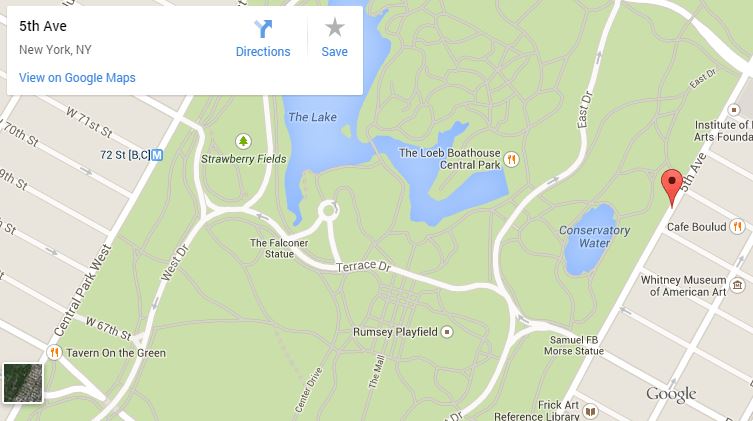 5th Ave
New York, NY
View on Google Maps
Directions
Save
The Lake
East Dr
East Dr
W 71st St
70th St
9th St
St
72 St [B,C] M
Strawberry Fields
The Loeb Boathouse
Central Park
Institute of
Arts Founda
5th Ave
Cafe Boulud
Conservatory
Water
The Falconer
Statue
West Dr
Terrace Dr
Whitney Museum
of American Art
Central Park West
W 67th St
Tavern On the Green
Rumsey Playfield
Samuel FB
Morse Statue
Center Drive
The Mall
Dr
Google
Frick Art
Reference Library